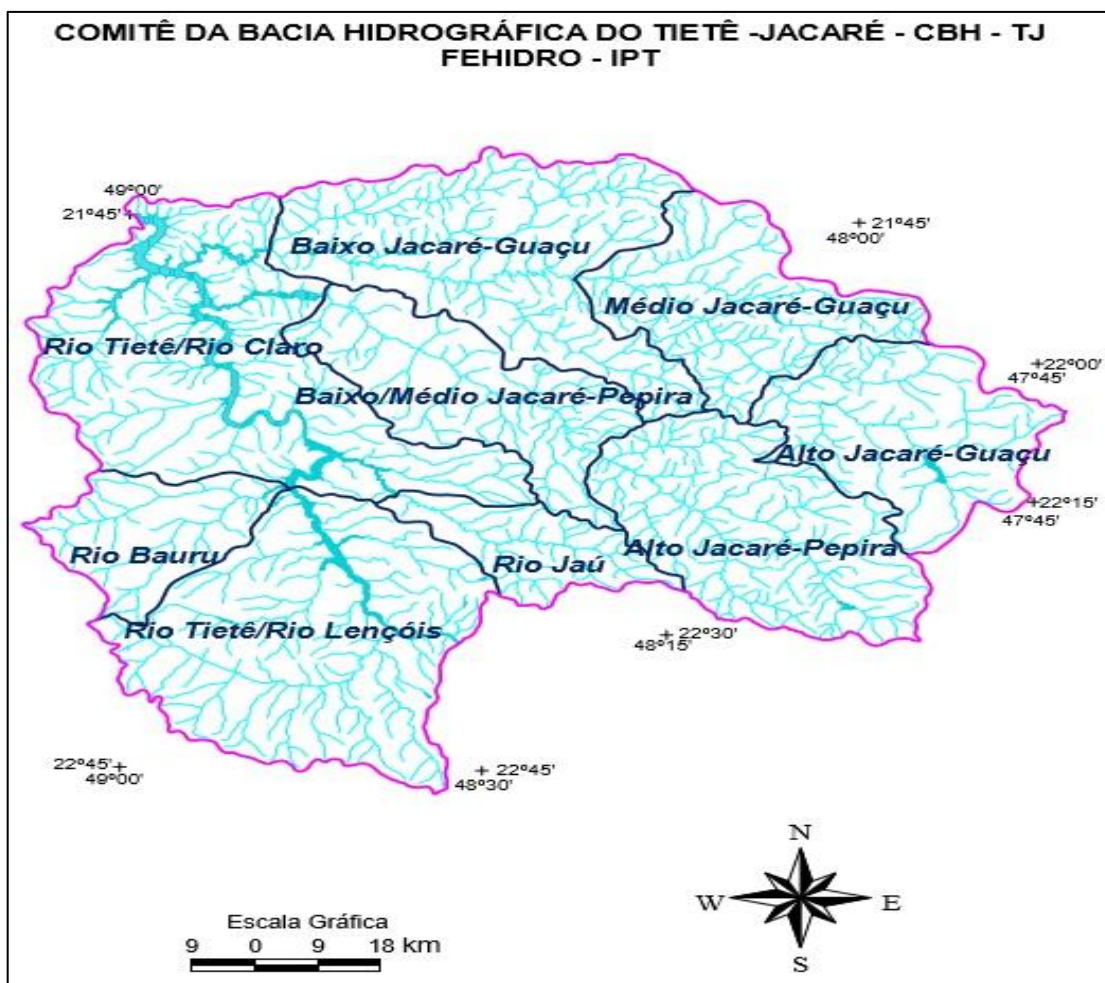 COMITÊ DA BACIA HIDROGRÁFICA DO TIETÊ -JACARÉ - CBH - TJ
FEHIDRO - IPT
49º00'
21º45'
21º45'
48º00'
Baixo Jacaré-Guaçu
Médio Jacaré-Guaçu
Rio Tietê/Rio Claro
22º00'
47º45'
Baixo/Médio Jacaré-Pepira
Alto Jacaré-Guaçu
22º15'
47º45'
Rio Bauru
Rio Jaú
Alto Jacaré-Pepira
Rio Tietê/Rio Lençóis
22º30'
48º15'
22º45'
49º00'
22º45'
48º30'
N
W
E
S
Escala Gráfica
9 0 9 18 km